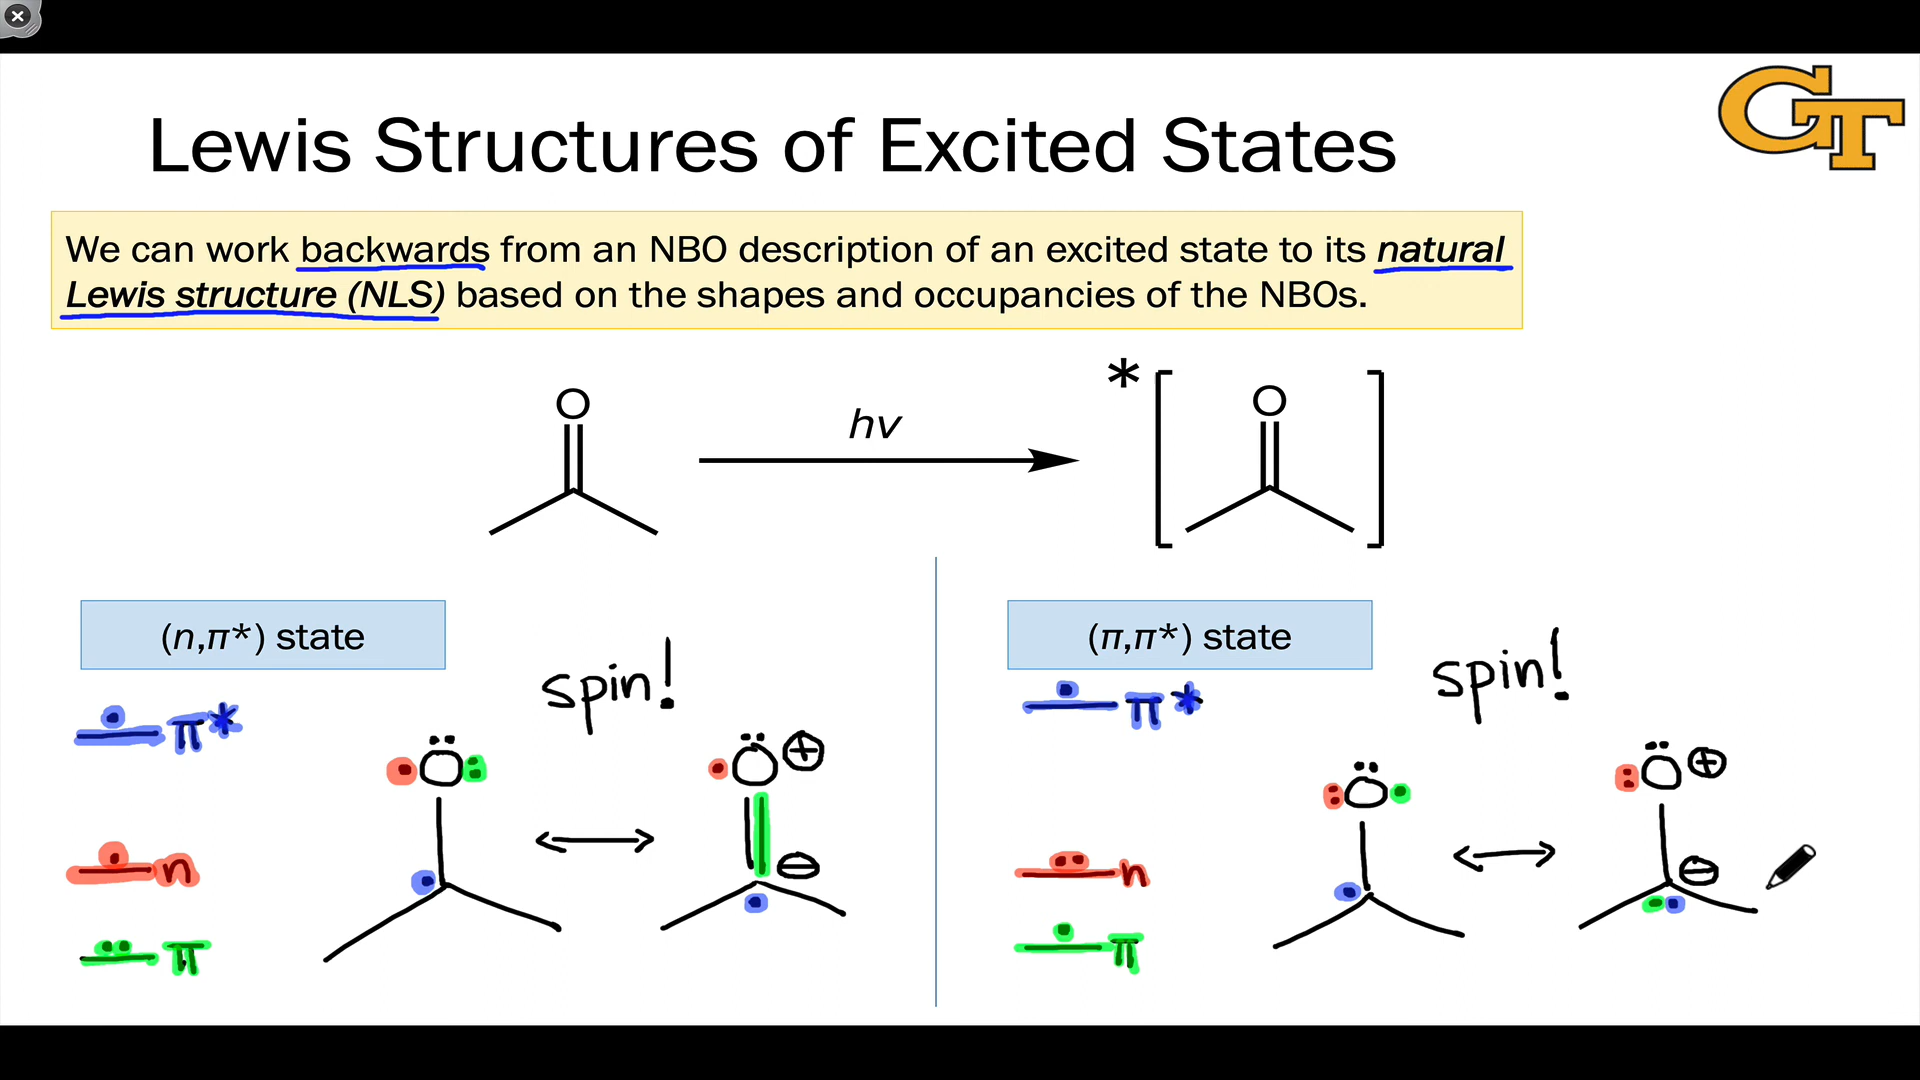 GT
Lewis Structures of Excited States
We can work backwards from an NBO description of an excited state to its natural
Lewis structure (NLS) based on the shapes and occupancies of the NBOs.
O
hν
*
O
(n,π*) state
spin!
π*
n
π
Ö
Ö ⊕
⊖
(π,π*) state
spin!
π*
n
π
Ö
Ö ⊕
⊖